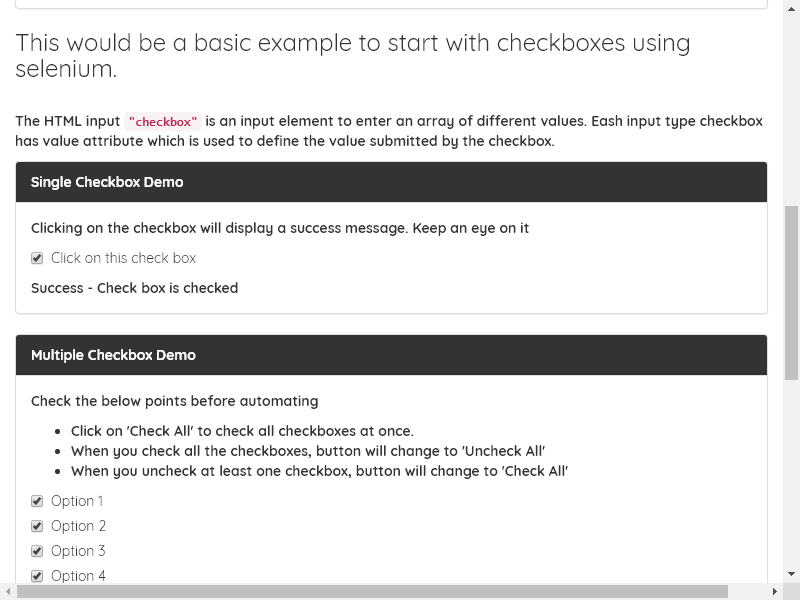 This would be a basic example to start with checkboxes using
selenium.
The HTML input "checkbox" is an input element to enter an array of different values. Eash input type checkbox
has value attribute which is used to define the value submitted by the checkbox.
Single Checkbox Demo
Clicking on the checkbox will display a success message. Keep an eye on it
Click on this check box
Success - Check box is checked
Multiple Checkbox Demo
Check the below points before automating
Click on 'Check All' to check all checkboxes at once.
When you check all the checkboxes, button will change to 'Uncheck All'
When you uncheck at least one checkbox, button will change to 'Check All'
Option 1
Option 2
Option 3
Option 4